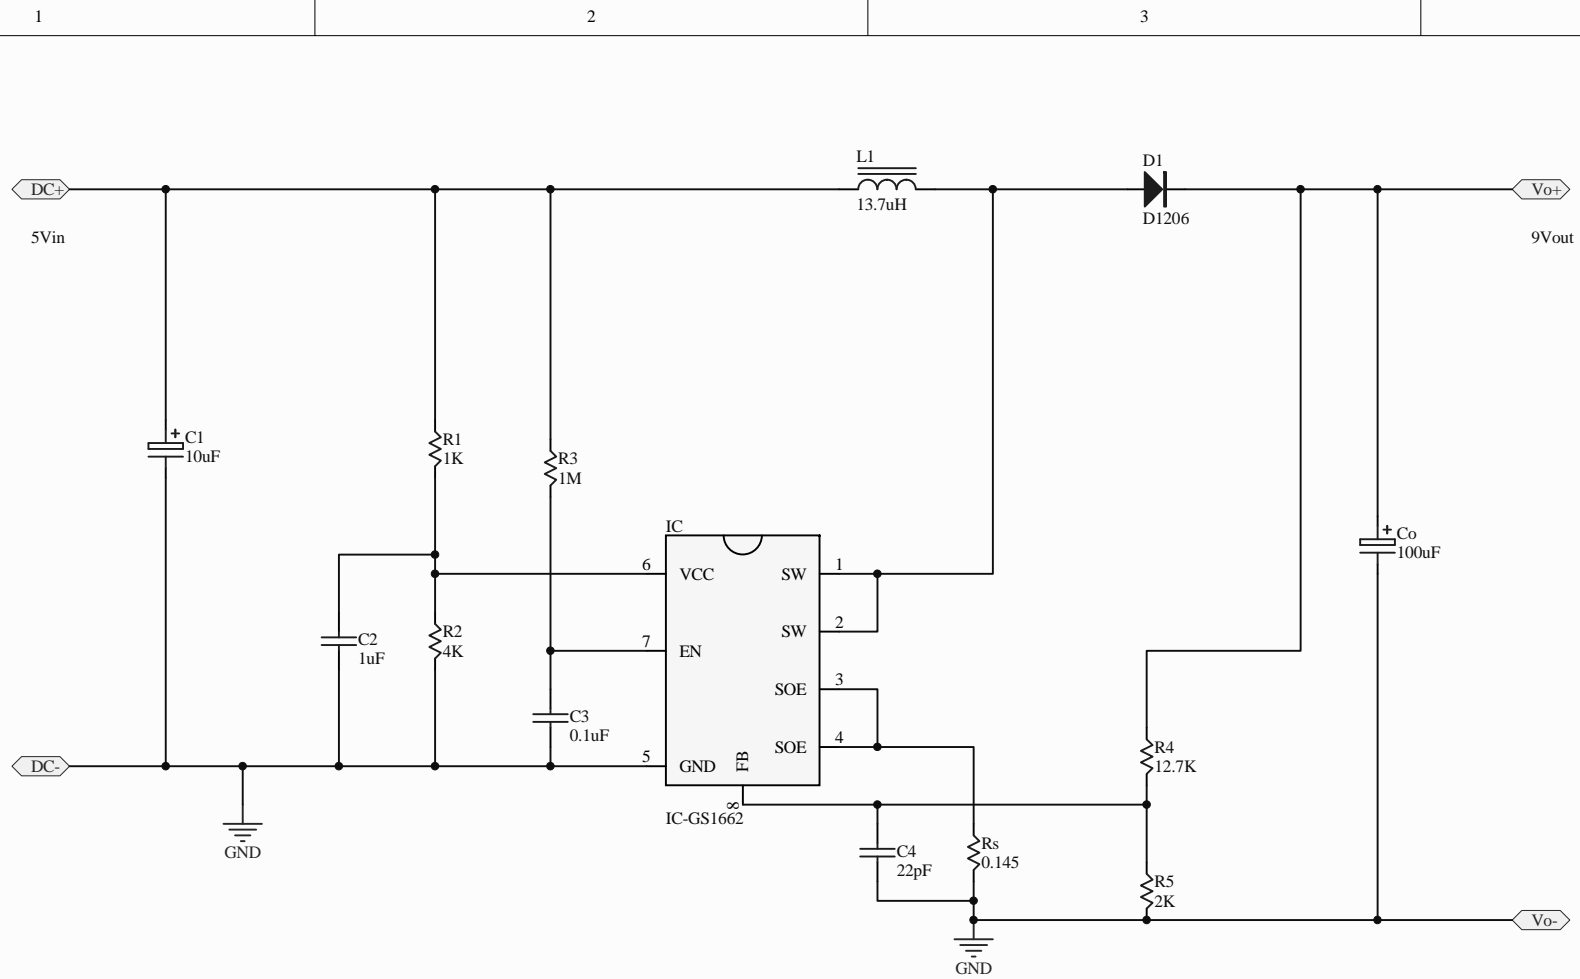 1
2
3
L1
D1
DC+
Vo+
13.7uH
D1206
5Vin
9Vout
C1
10uF
R1
1K
R3
1M
IC
Co
100uF
6
VCC
SW
1
R2
4K
C2
1uF
SW
2
7
EN
SOE
3
C3
0.1uF
SOE
4
R4
12.7K
DC-
5
GND
FB
8
IC-GS1662
GND
C4
22pF
Rs
0.145
R5
2K
Vo-
GND